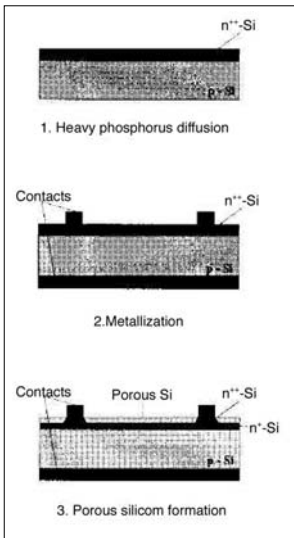 n++-Si
p - Si
1. Heavy phosphorus diffusion
Contacts
n++-Si
p - Si
2.Metallization
Contacts
Porous Si
n++-Si
n+-Si
p - Si
3. Porous silicom formation